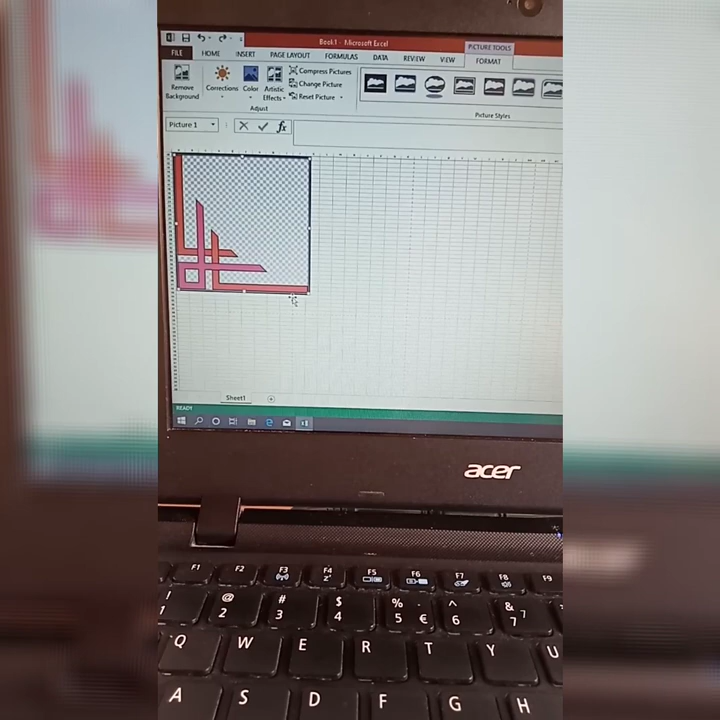 Book1 - Microsoft Excel
PICTURE TOOLS
FILE HOME INSERT PAGE LAYOUT FORMULAS DATA REVIEW VIEW FORMAT
Remove Background
Corrections
Color
Artistic Effects
Compress Pictures
Change Picture
Reset Picture
Adjust
Picture Styles
Picture 1
fx
Sheet1
READY
acer
F1 F2 F3 F4 F5 F6 F7 F8 F9
! @ # $ % ^ &
1 2 3 4 5 € 6 7
Q W E R T Y U
A S D F G H